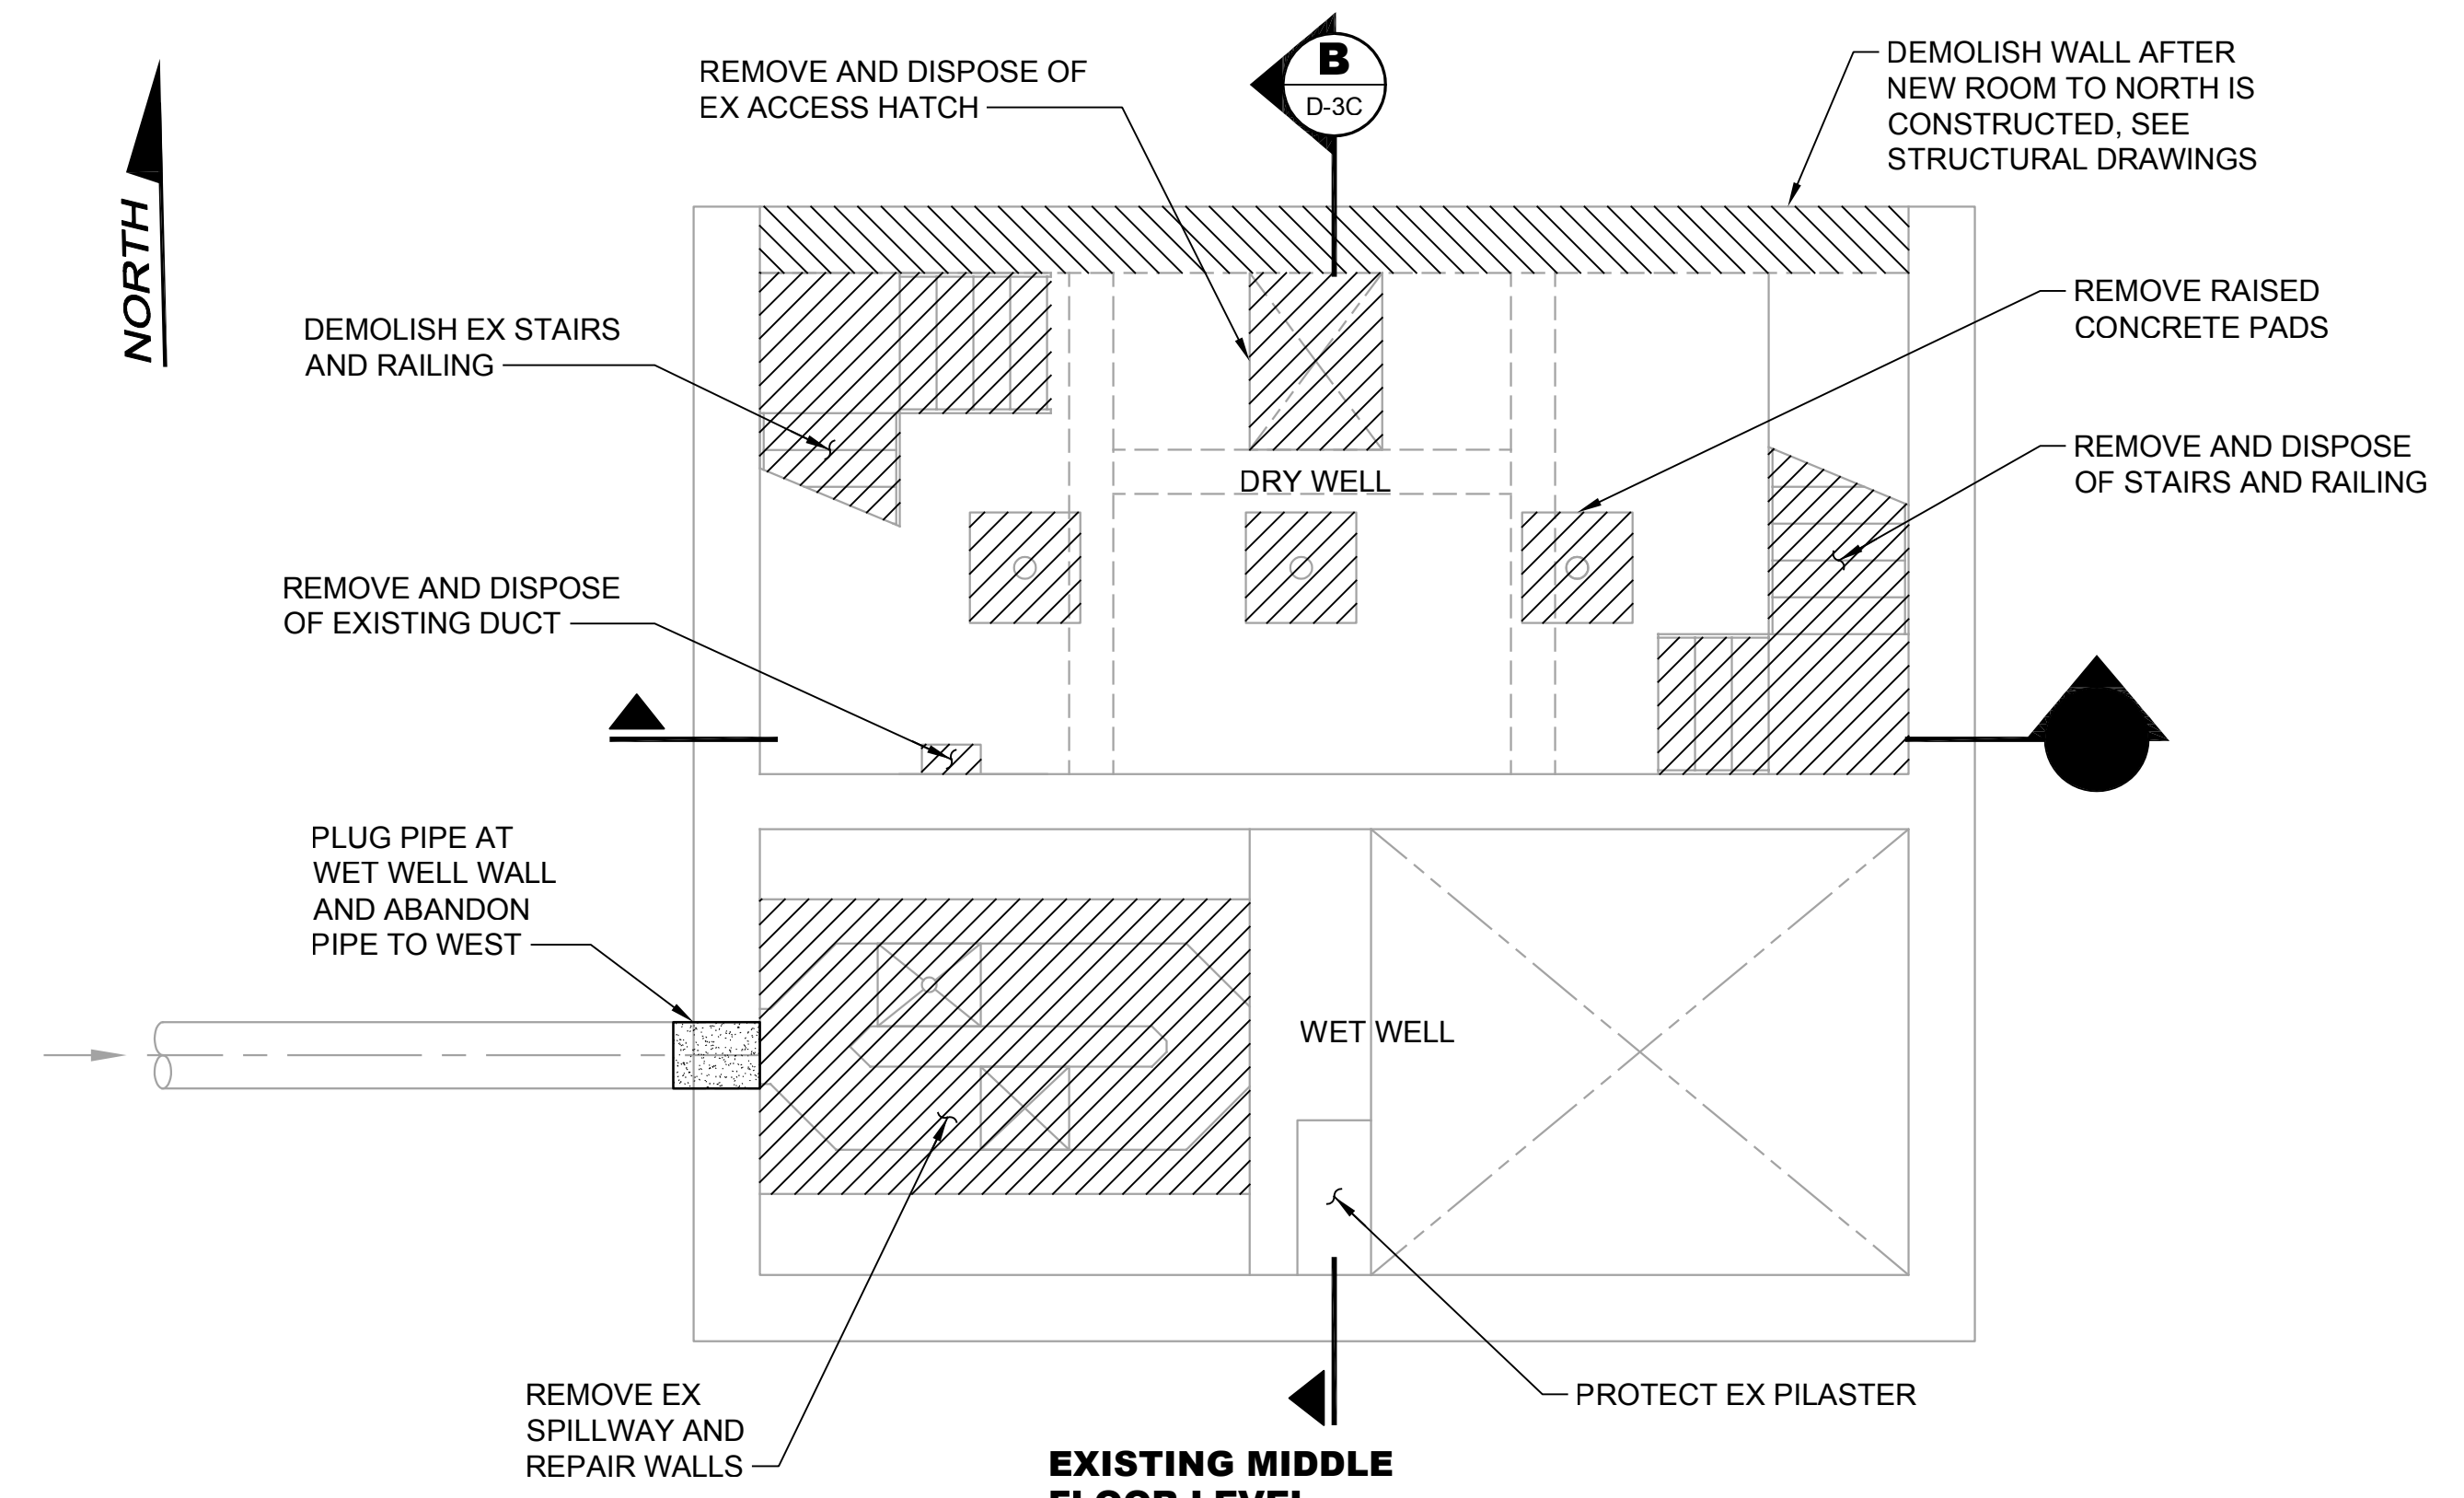 REMOVE AND DISPOSE OF
EX ACCESS HATCH
B
D-3C
DEMOLISH WALL AFTER
NEW ROOM TO NORTH IS
CONSTRUCTED, SEE
STRUCTURAL DRAWINGS
NORTH
DEMOLISH EX STAIRS
AND RAILING
REMOVE RAISED
CONCRETE PADS
REMOVE AND DISPOSE
OF STAIRS AND RAILING
DRY WELL
REMOVE AND DISPOSE
OF EXISTING DUCT
PLUG PIPE AT
WET WELL WALL
AND ABANDON
PIPE TO WEST
WET WELL
REMOVE EX
SPILLWAY AND
REPAIR WALLS
PROTECT EX PILASTER
EXISTING MIDDLE
FLOOR LEVEL